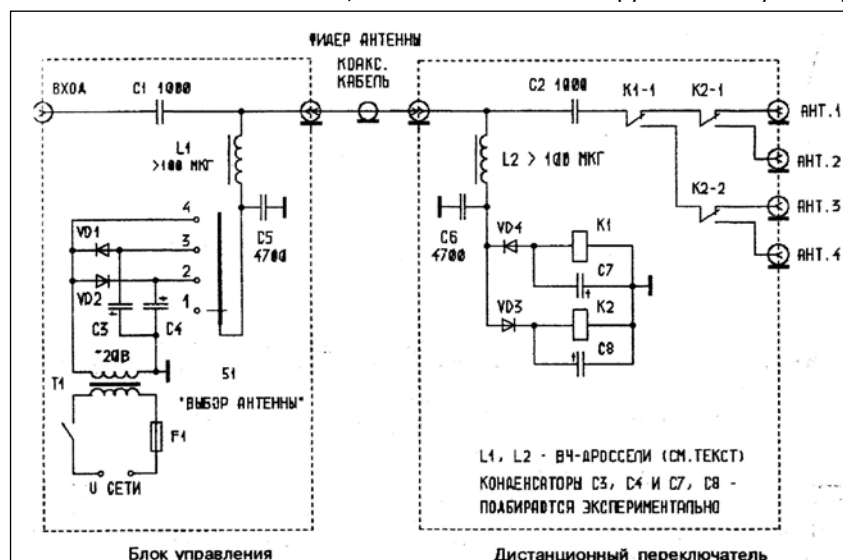 ФИДЕР АНТЕННЫ
КОАКС.
КАБЕЛЬ
ВХОД
C1 1000
C2 1000
K1-1
K2-1
АНТ.1
АНТ.2
K2-2
АНТ.3
АНТ.4
L1
>100 МКГ
L2 > 100 МКГ
4
3
2
1
VD1
VD2
C3
C4
C5
4700
C6
4700
VD4
K1
C7
VD3
K2
C8
~20В
T1
S1
"ВЫБОР АНТЕННЫ"
F1
U СЕТИ
L1, L2 - ВЧ-ДРОССЕЛИ (СМ.ТЕКСТ)
КОНДЕНСАТОРЫ C3, C4 И C7, C8 -
ПОДБИРАЮТСЯ ЭКСПЕРИМЕНТАЛЬНО
Блок управления
Дистанционный переключатель